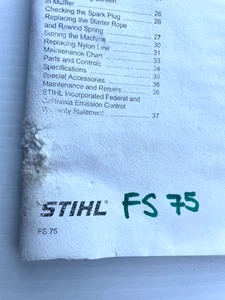 in Muffler
Checking the Spark Plug ........ 26
Replacing the Starter Rope
and Rewind Spring ........ 27
Storing the Machine ........ 30
Replacing Nylon Line ........ 30
Maintenance Chart ........ 31
Parts and Controls ........ 33
Specifications ........ 34
Special Accessories ........ 35
Maintenance and Repairs ........ 36
STIHL Incorporated Federal and
California Emission Control
Warranty Statement ........ 37
STIHL® FS 75
FS 75